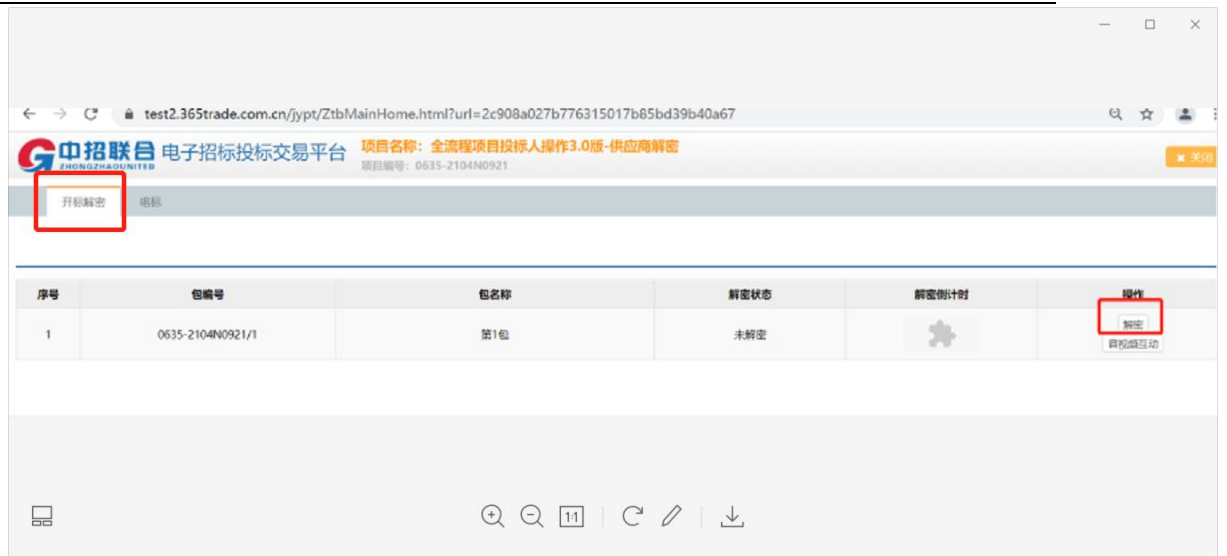 test2.365trade.com.cn/jypt/ZtbMainHome.html?url=2c908a027b776315017b85bd39b40a67
中招联合 电子招标投标交易平台
ZHONGZHAOUNITED
项目名称：全流程项目投标人操作3.0版-供应商解密
项目编号：0635-2104N0921
关闭
开标解密 唱标
序号 包编号 包名称 解密状态 解密倒计时 操作
1 0635-2104N0921/1 第1包 未解密 解密
音视频互动
1:1